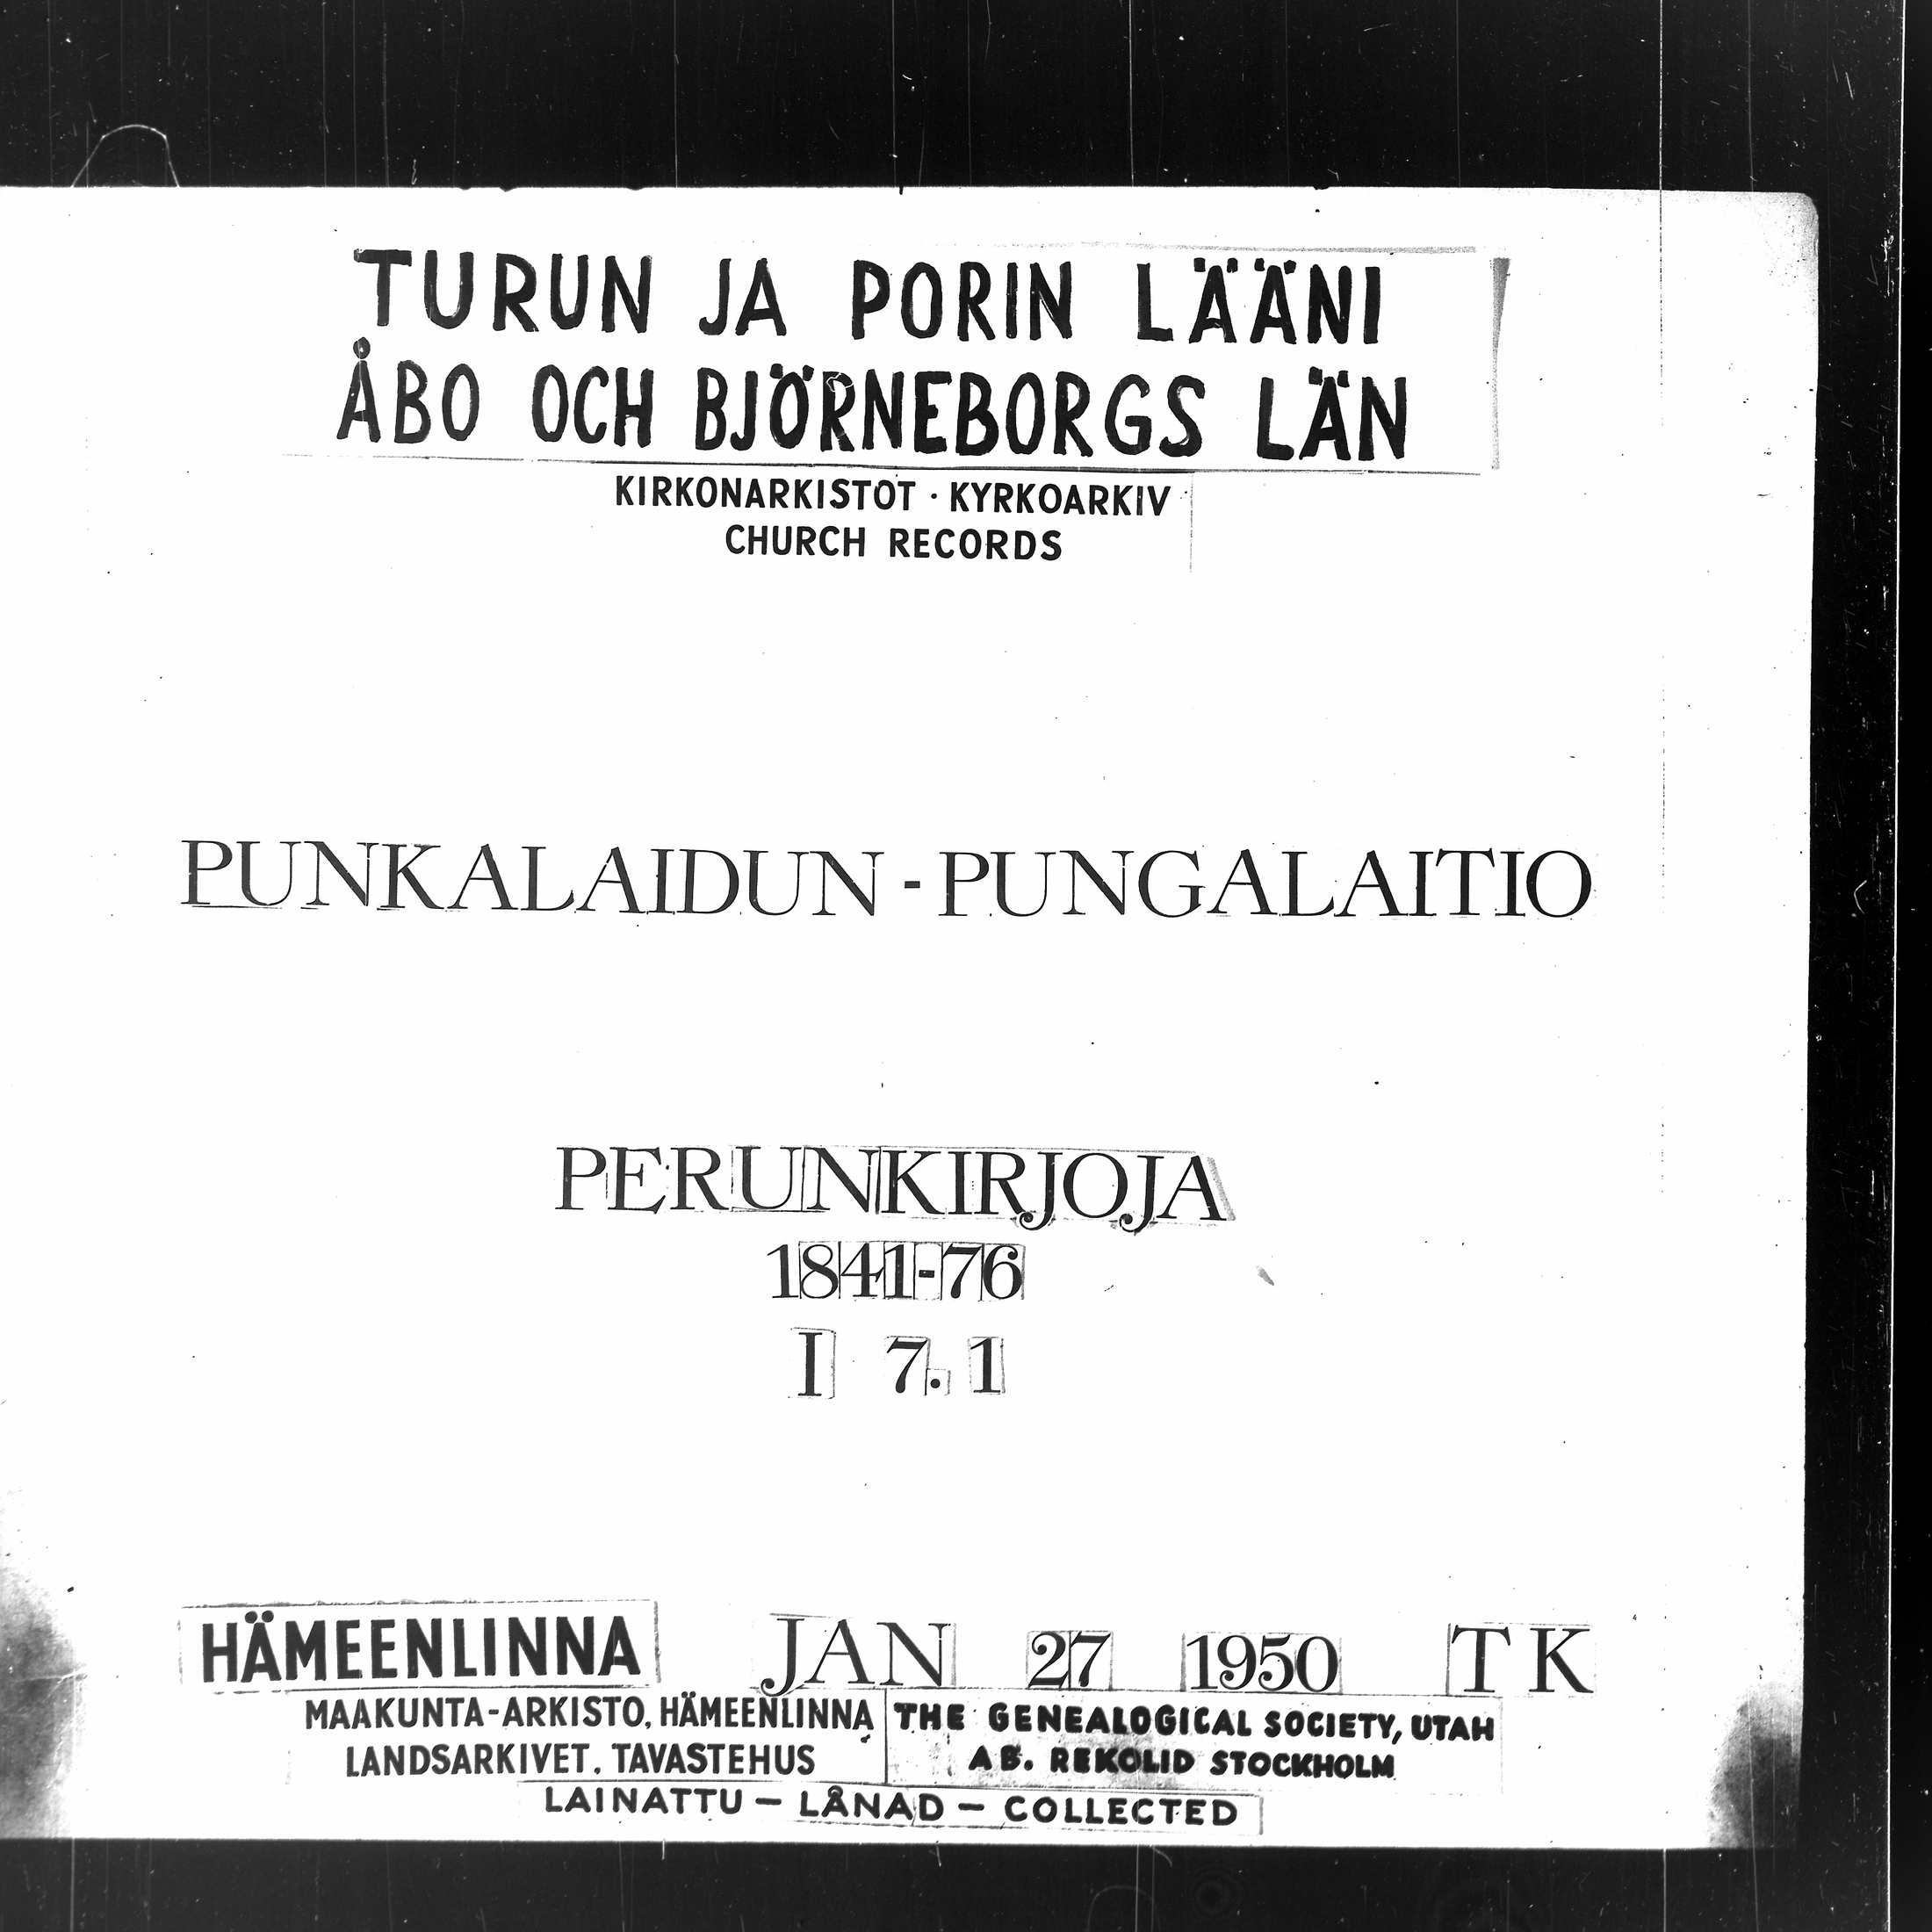 TURUN JA PORIN LÄÄNI
ÅBO OCH BJÖRNEBORGS LÄN
KIRKONARKISTOT · KYRKOARKIV
CHURCH RECORDS
PUNKALAIDUN - PUNGALAITIO
PERUNKIRJOJA
1841-76
I 7. 1
HÄMEENLINNA JAN 27 1950 TK
MAAKUNTA-ARKISTO, HÄMEENLINNA
LANDSARKIVET, TAVASTEHUS
THE GENEALOGICAL SOCIETY, UTAH
AB. REKOLID STOCKHOLM
LAINATTU — LÅNAD — COLLECTED